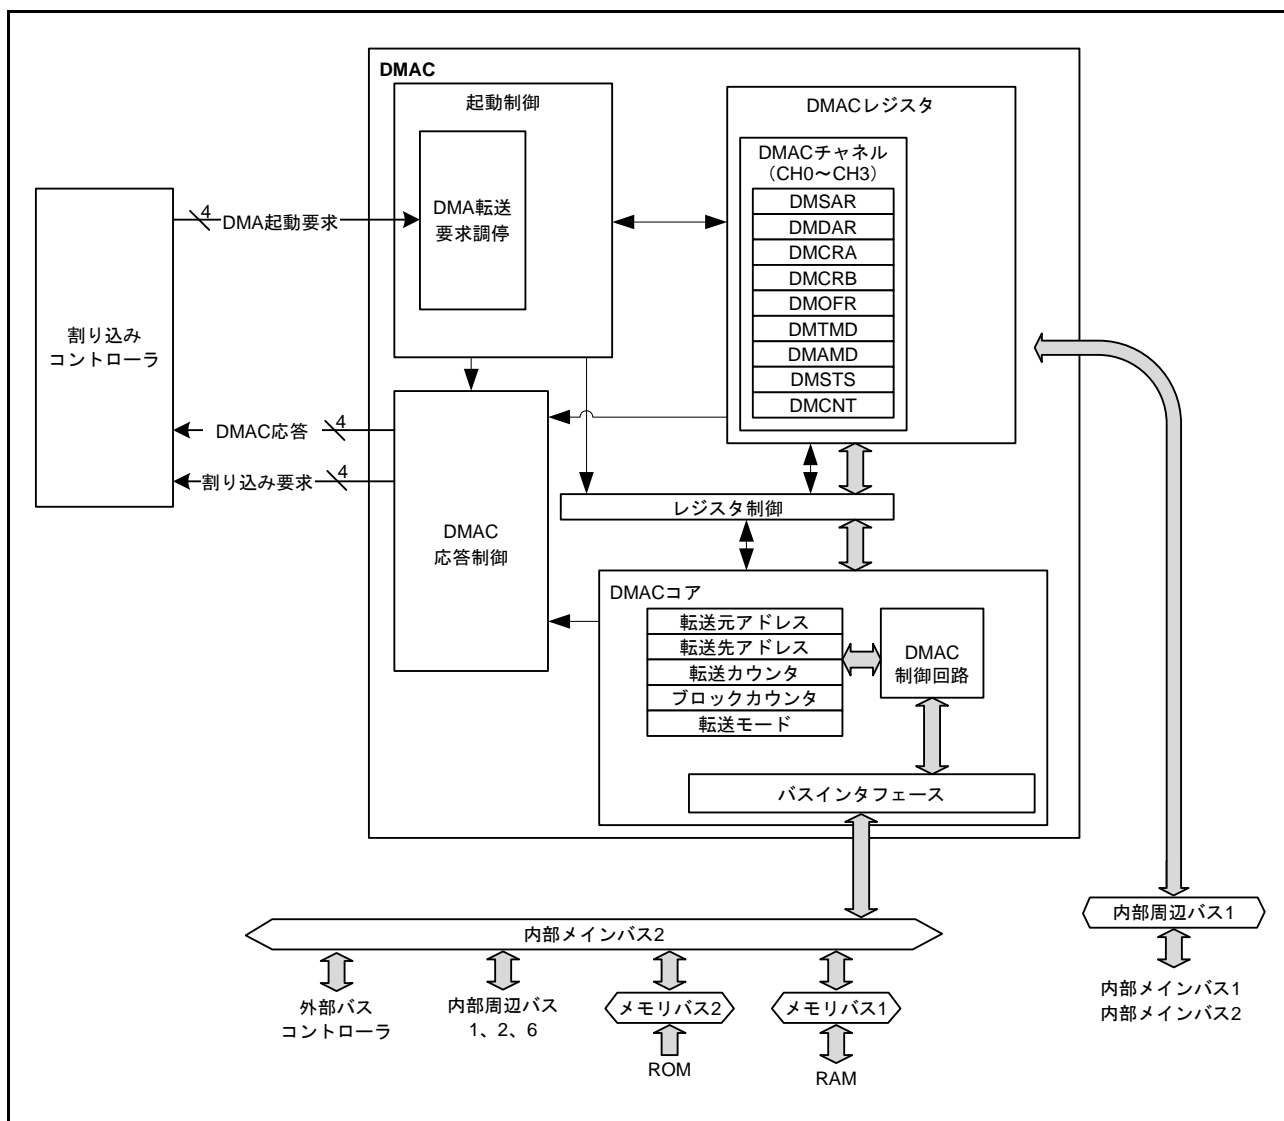 DMAC
起動制御
DMA転送
要求調停
DMACレジスタ
DMACチャネル
（CH0～CH3）
DMSAR
DMDAR
DMCRA
DMCRB
DMOFR
DMTMD
DMAMD
DMSTS
DMCNT
割り込み
コントローラ
4
DMA起動要求
DMAC応答
4
割り込み要求
4
DMAC
応答制御
レジスタ制御
DMACコア
転送元アドレス
転送先アドレス
転送カウンタ
ブロックカウンタ
転送モード
DMAC
制御回路
バスインタフェース
内部メインバス2
内部周辺バス1
外部バス
コントローラ
内部周辺バス
1、2、6
メモリバス2
メモリバス1
ROM
RAM
内部メインバス1
内部メインバス2